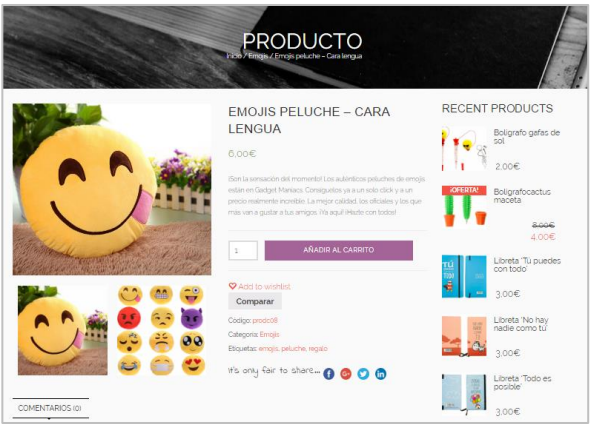 PRODUCTO
Inicio / Emojis / Emojis peluche – Cara lengua
EMOJIS PELUCHE – CARA
LENGUA
6.00€
¡Son la sensación del momento! Los auténticos peluches de emojis
están en Gadget Maniacs. Consíguelos ya a un solo click y a un
precio realmente increíble. La mejor calidad, los oficiales y los que
más van a gustar a tus amigos. ¡Ya aquí! ¡Hazte con todos!
1
AÑADIR AL CARRITO
Add to wishlist
Comparar
Código: prod08
Categoría: Emojis
Etiquetas: emojis, peluche, regalo
It's only fair to share...
COMENTARIOS (0)
RECENT PRODUCTS
Bolígrafo gafas de
sol
2.00€
¡OFERTA!
Bolígrafocactus
maceta
8.00€
4.00€
Libreta 'Tú puedes
con todo'
3.00€
Libreta 'No hay
nadie como tú'
3.00€
Libreta 'Todo es
posible'
3.00€